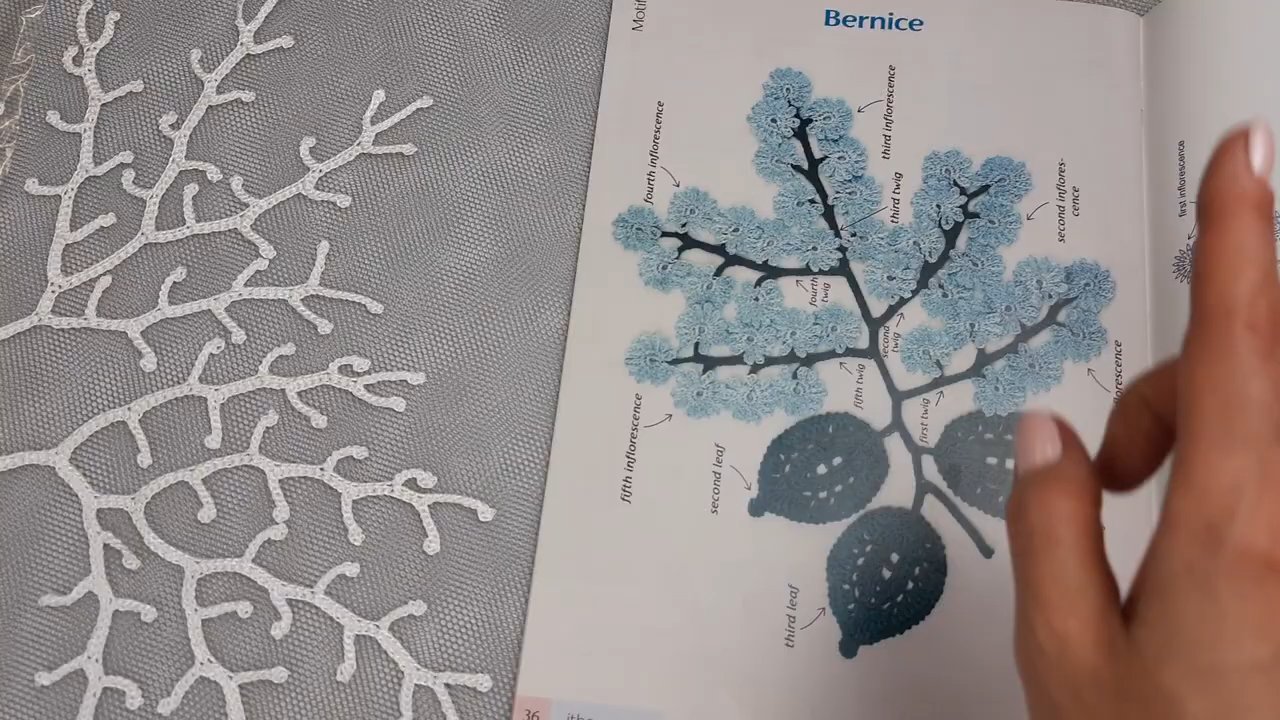 Motif
Bernice
third inflorescence
fourth inflorescence
third twig
second inflores-
cence
first inflorescence
fourth
twig
second
twig
fifth twig
first twig
fifth inflorescence
second leaf
third leaf
36